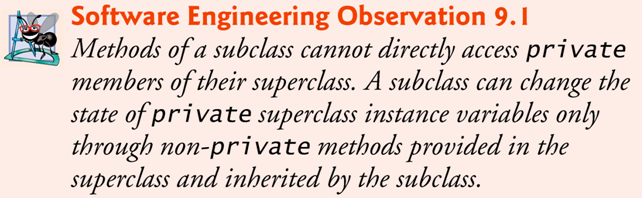 Software Engineering Observation 9.1
Methods of a subclass cannot directly access private
members of their superclass. A subclass can change the
state of private superclass instance variables only
through non-private methods provided in the
superclass and inherited by the subclass.